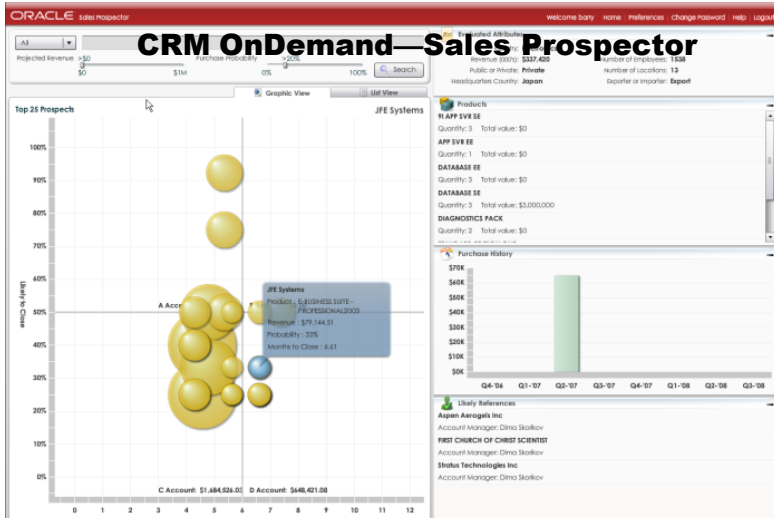 ORACLE Sales Prospector
Welcome barry Home Preferences Change Password Help Logout
CRM OnDemand—Sales Prospector
All
Projected Revenue >$0
$0 $1M
Purchase Probability >20%
0% 100%
Search
Graphic View List View
Top 25 Prospects JFE Systems
100%
90%
80%
70%
60%
50%
40%
30%
20%
10%
0%
Likely to Close
A Acco
JFE Systems
Product : E-BUSINESS SUITE -
PROFESSIONAL2003
Revenue : $79,144.51
Probability : 33%
Months to Close : 6.61
C Account: $1,684,526.03 D Account: $648,421.08
0 1 2 3 4 5 6 7 8 9 10 11 12
Evaluated Attributes
Revenue (000's): $337,420 Number of Employees: 1538
Public or Private: Private Number of Locations: 13
Headquarters Country: Japan Exporter or Importer: Export
Products
9i APP SVR SE
Quantity: 3 Total value: $0
APP SVR EE
Quantity: 1 Total value: $0
DATABASE EE
Quantity: 3 Total value: $0
DATABASE SE
Quantity: 3 Total value: $3,000,000
DIAGNOSTICS PACK
Quantity: 2 Total value: $0
Purchase History
$70K
$60K
$50K
$40K
$30K
$20K
$10K
$0K
Q4-'06 Q1-'07 Q2-'07 Q3-'07 Q4-'07 Q1-'08 Q2-'08 Q3-'08
Likely References
Aspen Aerogels Inc
Account Manager: Dima Skorikov
FIRST CHURCH OF CHRIST SCIENTIST
Account Manager: Dima Skorikov
Stratus Technologies Inc
Account Manager: Dima Skorikov